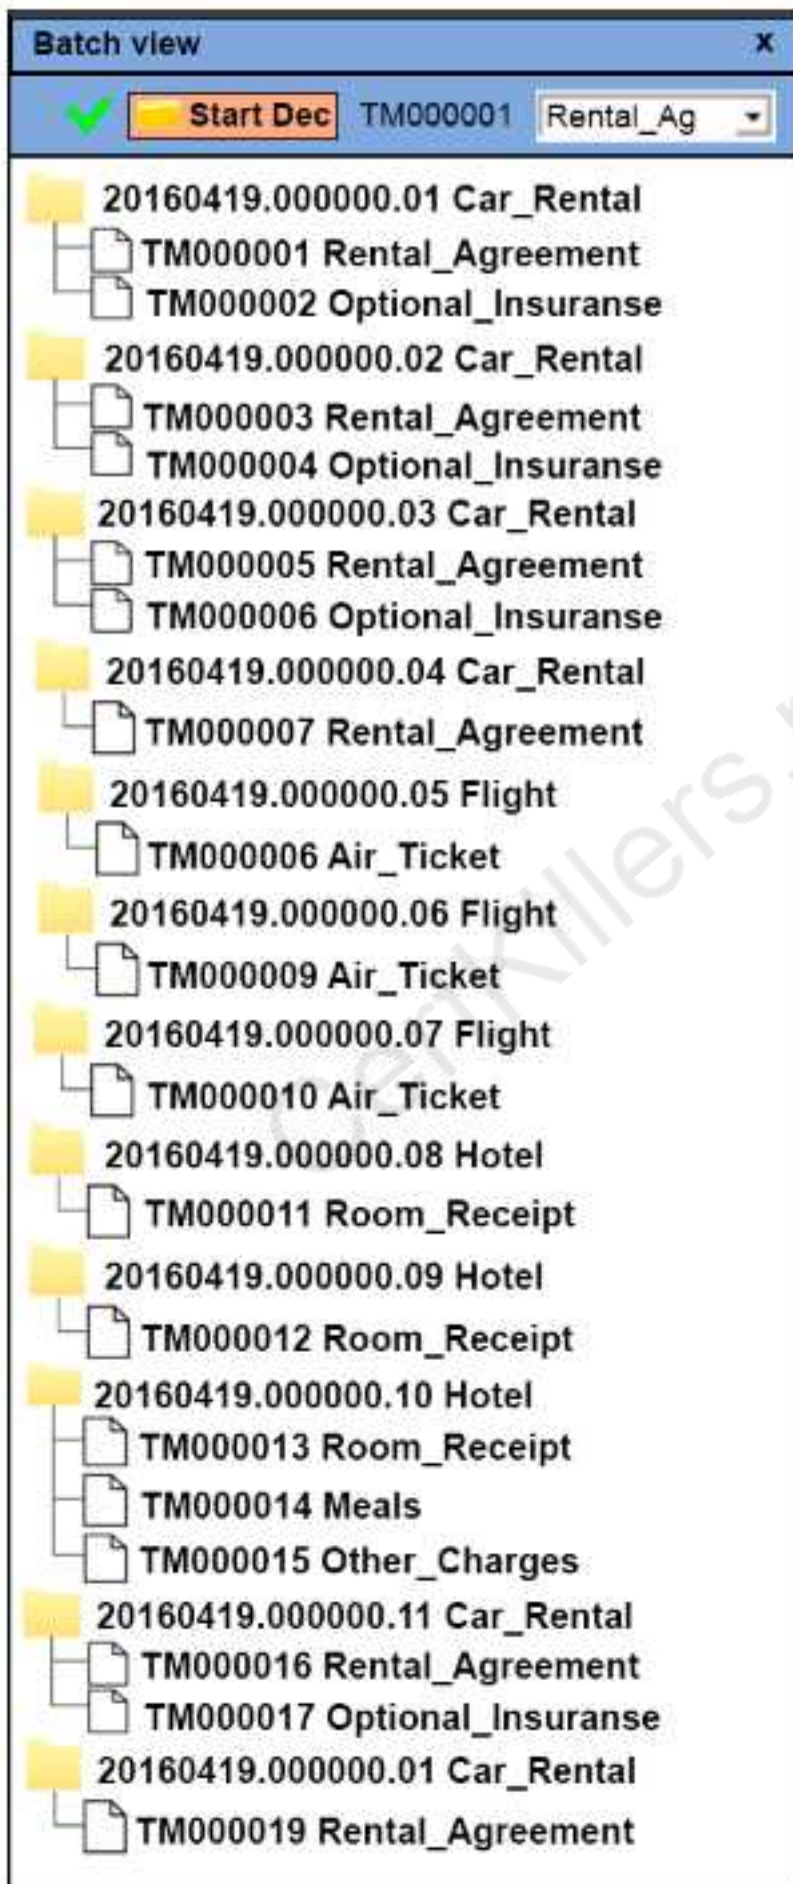 Batch view x
Start Dec TM000001 Rental_Ag
20160419.000000.01 Car_Rental
TM000001 Rental_Agreement
TM000002 Optional_Insuranse
20160419.000000.02 Car_Rental
TM000003 Rental_Agreement
TM000004 Optional_Insuranse
20160419.000000.03 Car_Rental
TM000005 Rental_Agreement
TM000006 Optional_Insuranse
20160419.000000.04 Car_Rental
TM000007 Rental_Agreement
20160419.000000.05 Flight
TM000006 Air_Ticket
20160419.000000.06 Flight
TM000009 Air_Ticket
20160419.000000.07 Flight
TM000010 Air_Ticket
20160419.000000.08 Hotel
TM000011 Room_Receipt
20160419.000000.09 Hotel
TM000012 Room_Receipt
20160419.000000.10 Hotel
TM000013 Room_Receipt
TM000014 Meals
TM000015 Other_Charges
20160419.000000.11 Car_Rental
TM000016 Rental_Agreement
TM000017 Optional_Insuranse
20160419.000000.01 Car_Rental
TM000019 Rental_Agreement